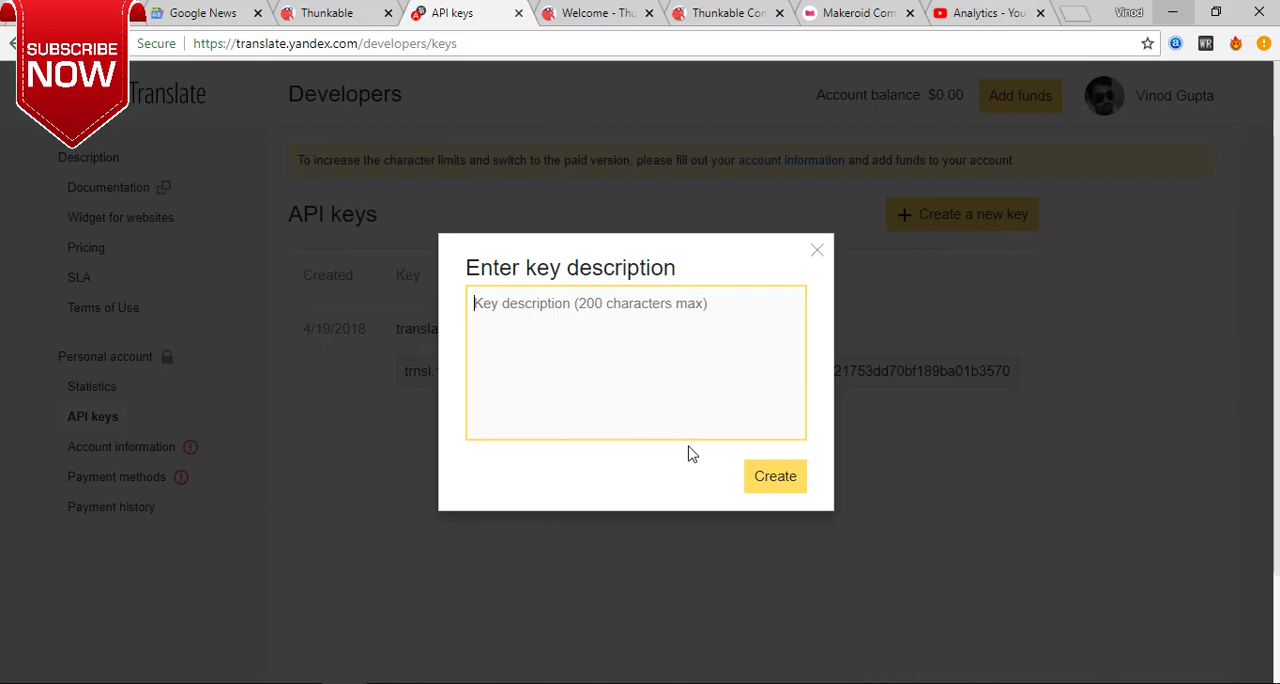 Google News
Thunkable
API keys
Welcome - Thu
Thunkable Con
Makeroid Com
Analytics - You
Vinod
SUBSCRIBE
NOW
Secure
https://translate.yandex.com/developers/keys
WR
Translate
Developers
Account balance: $0.00
Add funds
Vinod Gupta
Description
Documentation
Widget for websites
Pricing
SLA
Terms of Use
Personal account
Statistics
API keys
Account information
Payment methods
Payment history
To increase the character limits and switch to the paid version, please fill out your account information and add funds to your account.
API keys
+ Create a new key
Created
Key
4/19/2018
transla
trnsl.
21753dd70bf189ba01b3570
Enter key description
Key description (200 characters max)
Create